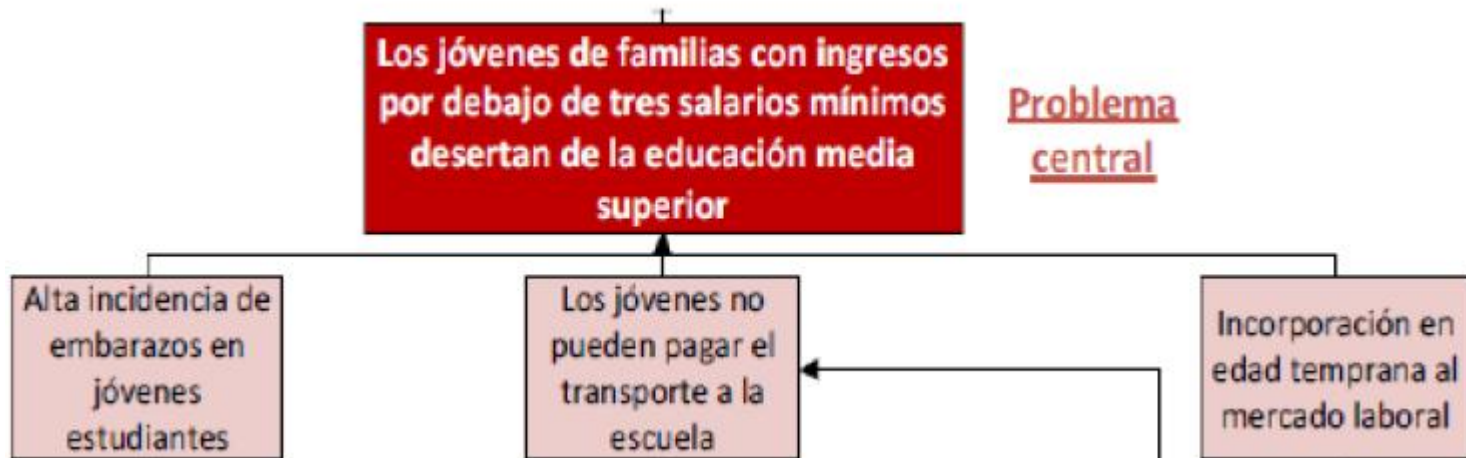 Los jóvenes de familias con ingresos
por debajo de tres salarios mínimos
desertan de la educación media
superior
Problema
central
Alta incidencia de
embarazos en
jóvenes
estudiantes
Los jóvenes no
pueden pagar el
transporte a la
escuela
Incorporación en
edad temprana al
mercado laboral